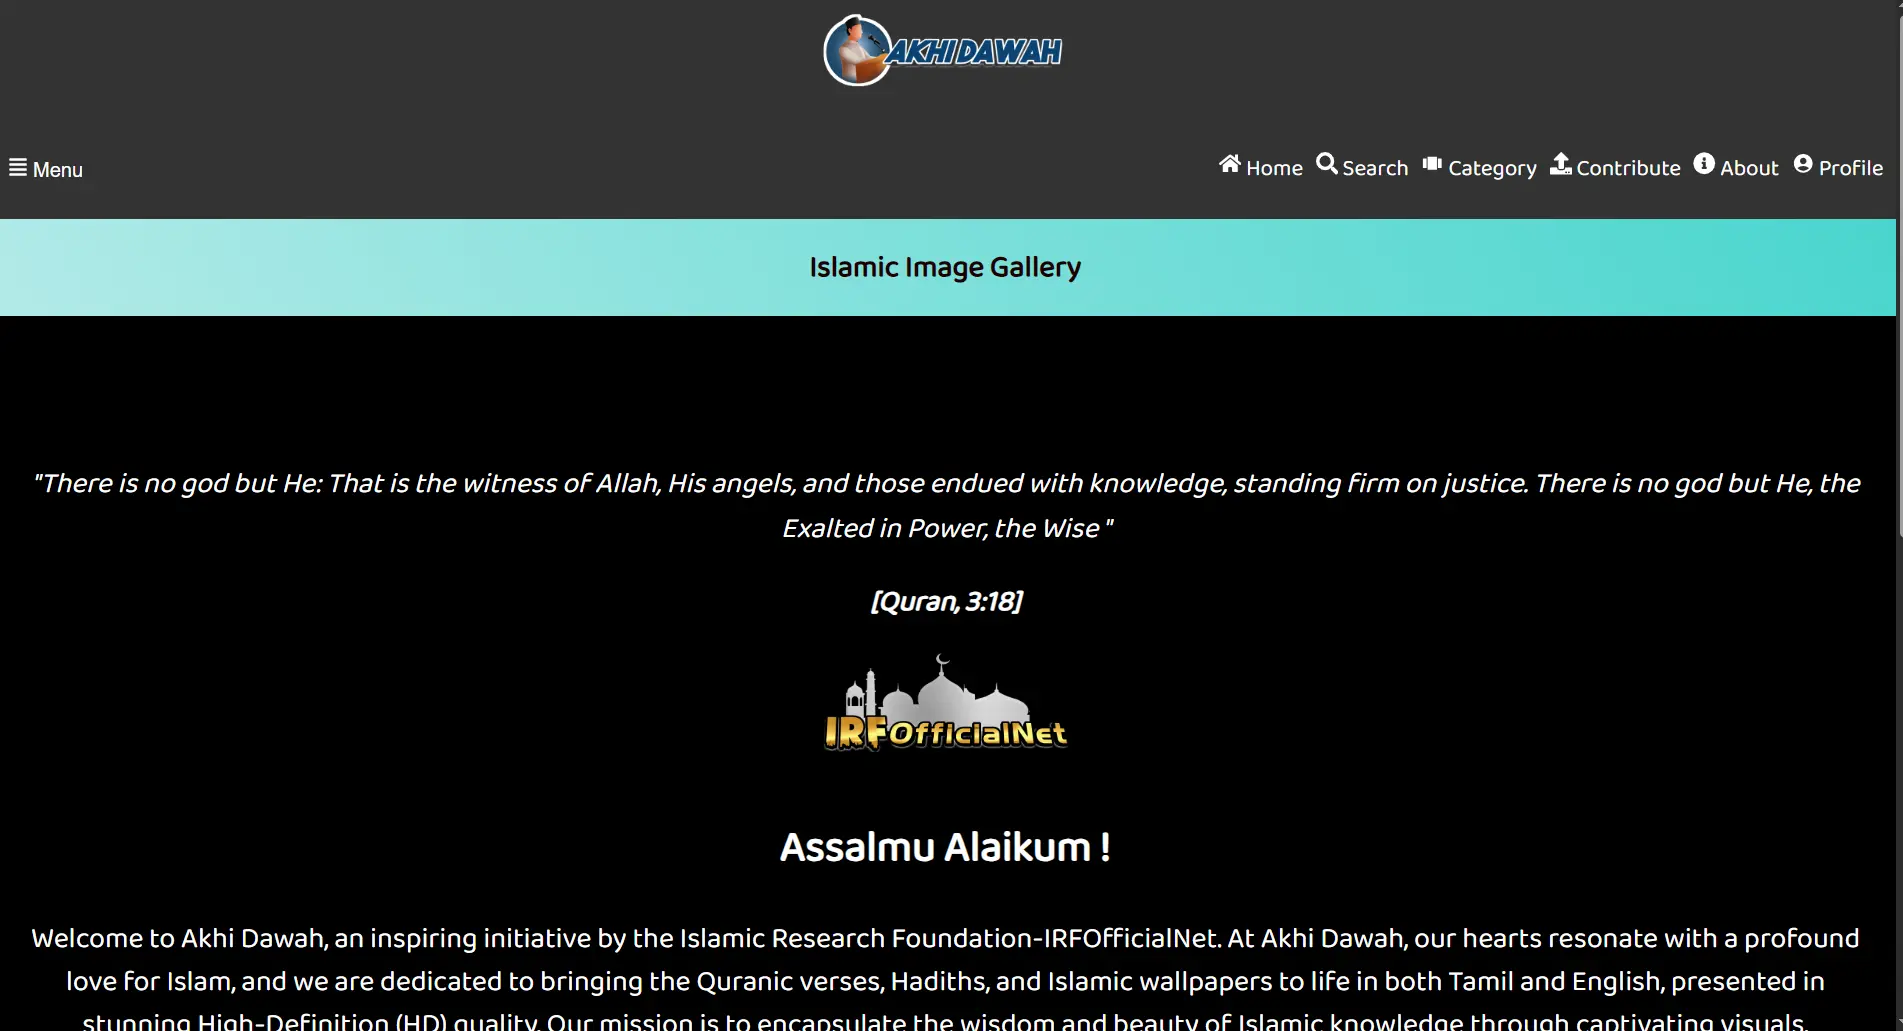 AKHI DAWAH
Menu
Home Search Category Contribute About Profile
Islamic Image Gallery
"There is no god but He: That is the witness of Allah, His angels, and those endued with knowledge, standing firm on justice. There is no god but He, the
Exalted in Power, the Wise "
[Quran, 3:18]
IRFOfficialNet
Assalmu Alaikum !
Welcome to Akhi Dawah, an inspiring initiative by the Islamic Research Foundation-IRFOfficialNet. At Akhi Dawah, our hearts resonate with a profound
love for Islam, and we are dedicated to bringing the Quranic verses, Hadiths, and Islamic wallpapers to life in both Tamil and English, presented in
stunning High-Definition (HD) quality. Our mission is to encapsulate the wisdom and beauty of Islamic knowledge through captivating visuals.